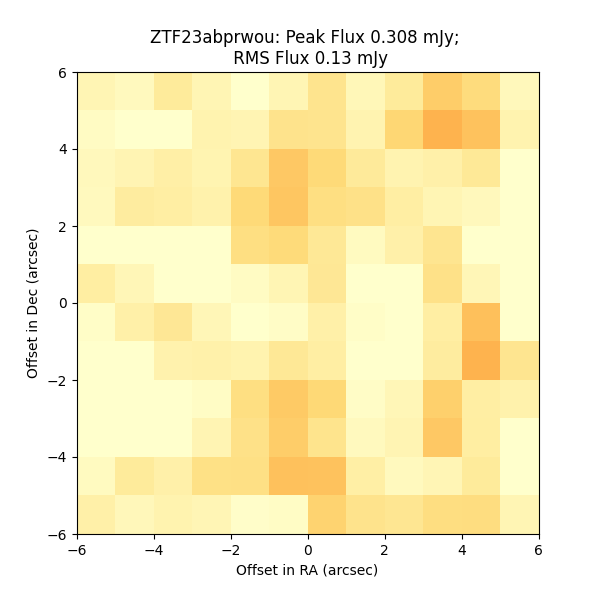 ZTF23abprwou: Peak Flux 0.308 mJy;
RMS Flux 0.13 mJy
6
4
2
0
−2
−4
−6
Offset in Dec (arcsec)
−6 −4 −2 0 2 4 6
Offset in RA (arcsec)